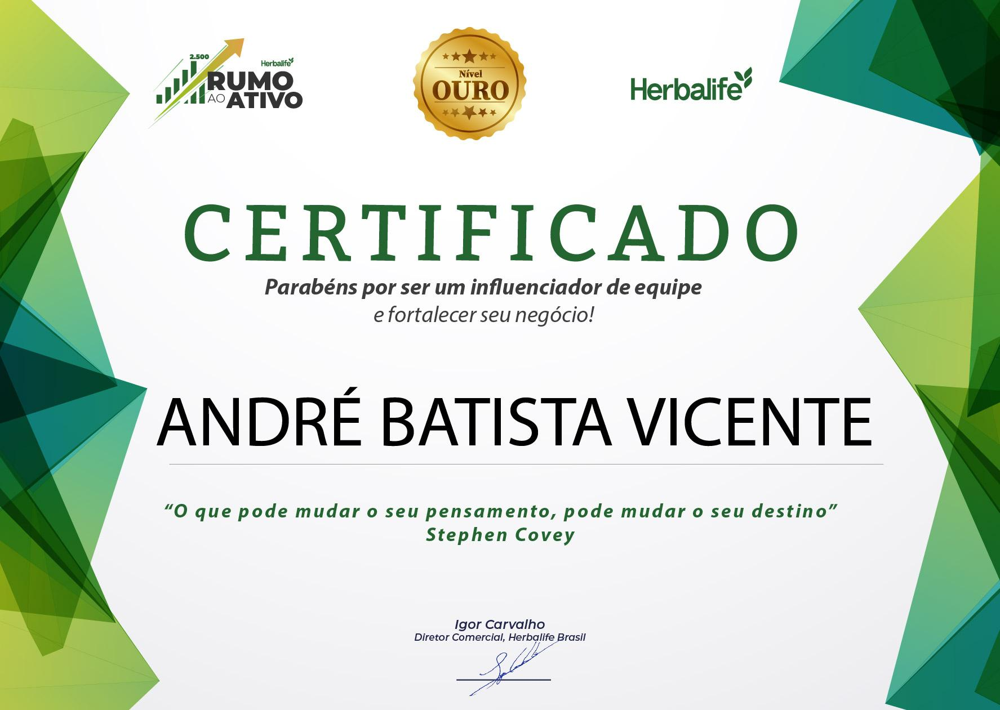 2.500
Herbalife
RUMO
AO ATIVO
Nível
OURO
Herbalife
CERTIFICADO
Parabéns por ser um influenciador de equipe
e fortalecer seu negócio!
ANDRÉ BATISTA VICENTE
“O que pode mudar o seu pensamento, pode mudar o seu destino”
Stephen Covey
Igor Carvalho
Diretor Comercial, Herbalife Brasil